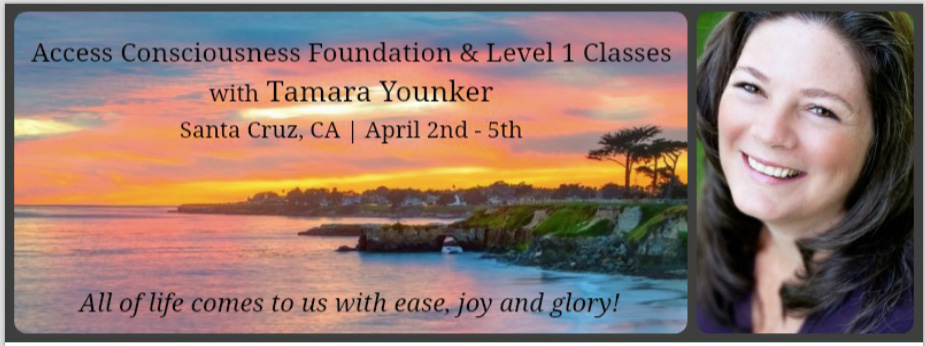 Access Consciousness Foundation & Level 1 Classes
with Tamara Younker
Santa Cruz, CA | April 2nd - 5th
All of life comes to us with ease, joy and glory!